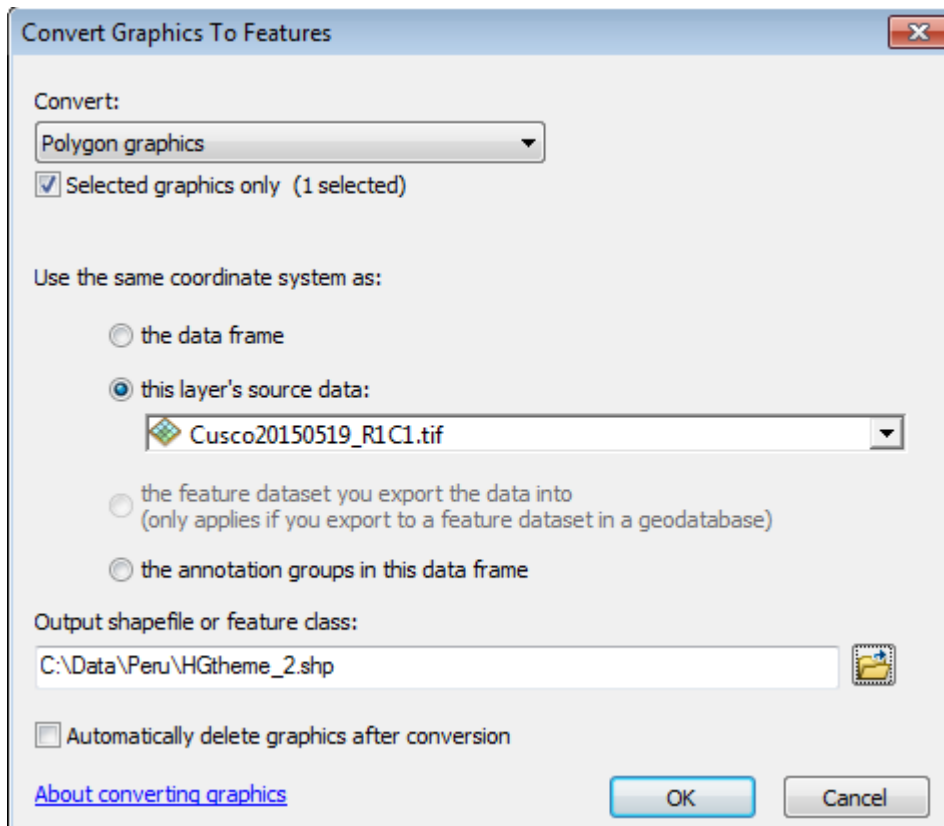 Convert Graphics To Features
Convert:
Polygon graphics
Selected graphics only (1 selected)
Use the same coordinate system as:
the data frame
this layer's source data:
Cusco20150519_R1C1.tif
the feature dataset you export the data into
(only applies if you export to a feature dataset in a geodatabase)
the annotation groups in this data frame
Output shapefile or feature class:
C:\Data\Peru\HGtheme_2.shp
Automatically delete graphics after conversion
About converting graphics
OK
Cancel